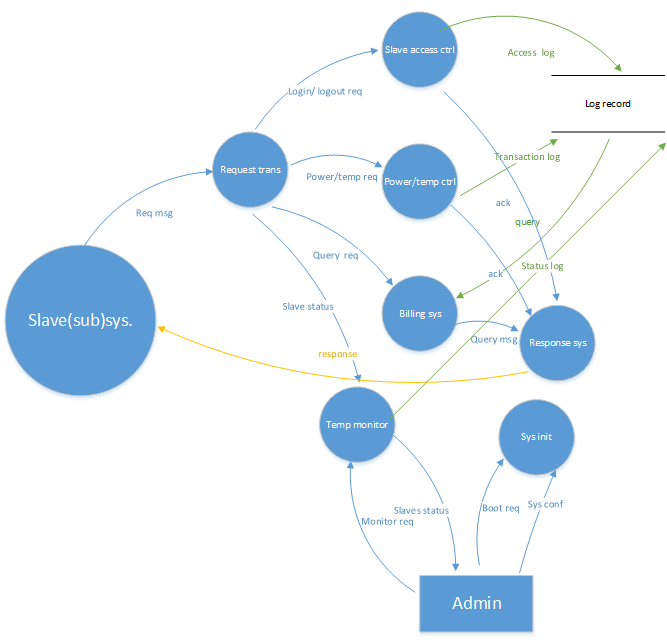 Slave access ctrl
Access log
Login/ logout req
Log record
Request trans
Transaction log
Power/temp req
Power/temp ctrl
ack
Req msg
query
Query req
Status log
ack
Slave status
Slave(sub)sys.
Billing sys
Query msg
Response sys
response
Temp monitor
Sys init
Slaves status
Boot req
Sys conf
Monitor req
Admin